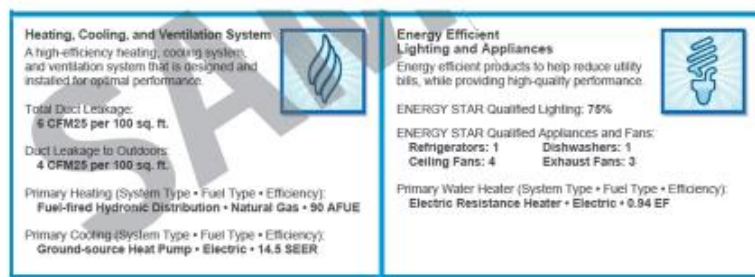 Heating, Cooling, and Ventilation System
A high-efficiency heating, cooling system,
and ventilation system that is designed and
installed for optimal performance.
Total Duct Leakage:
6 CFM25 per 100 sq. ft.
Duct Leakage to Outdoors:
4 CFM25 per 100 sq. ft.
Primary Heating (System Type • Fuel Type • Efficiency):
Fuel-fired Hydronic Distribution • Natural Gas • 90 AFUE
Primary Cooling (System Type • Fuel Type • Efficiency):
Ground-source Heat Pump • Electric • 14.5 SEER
Energy Efficient
Lighting and Appliances
Energy efficient products to help reduce utility
bills, while providing high-quality performance.
ENERGY STAR Qualified Lighting: 75%
ENERGY STAR Qualified Appliances and Fans:
Refrigerators: 1 Dishwashers: 1
Ceiling Fans: 4 Exhaust Fans: 3
Primary Water Heater (System Type • Fuel Type • Efficiency):
Electric Resistance Heater • Electric • 0.94 EF